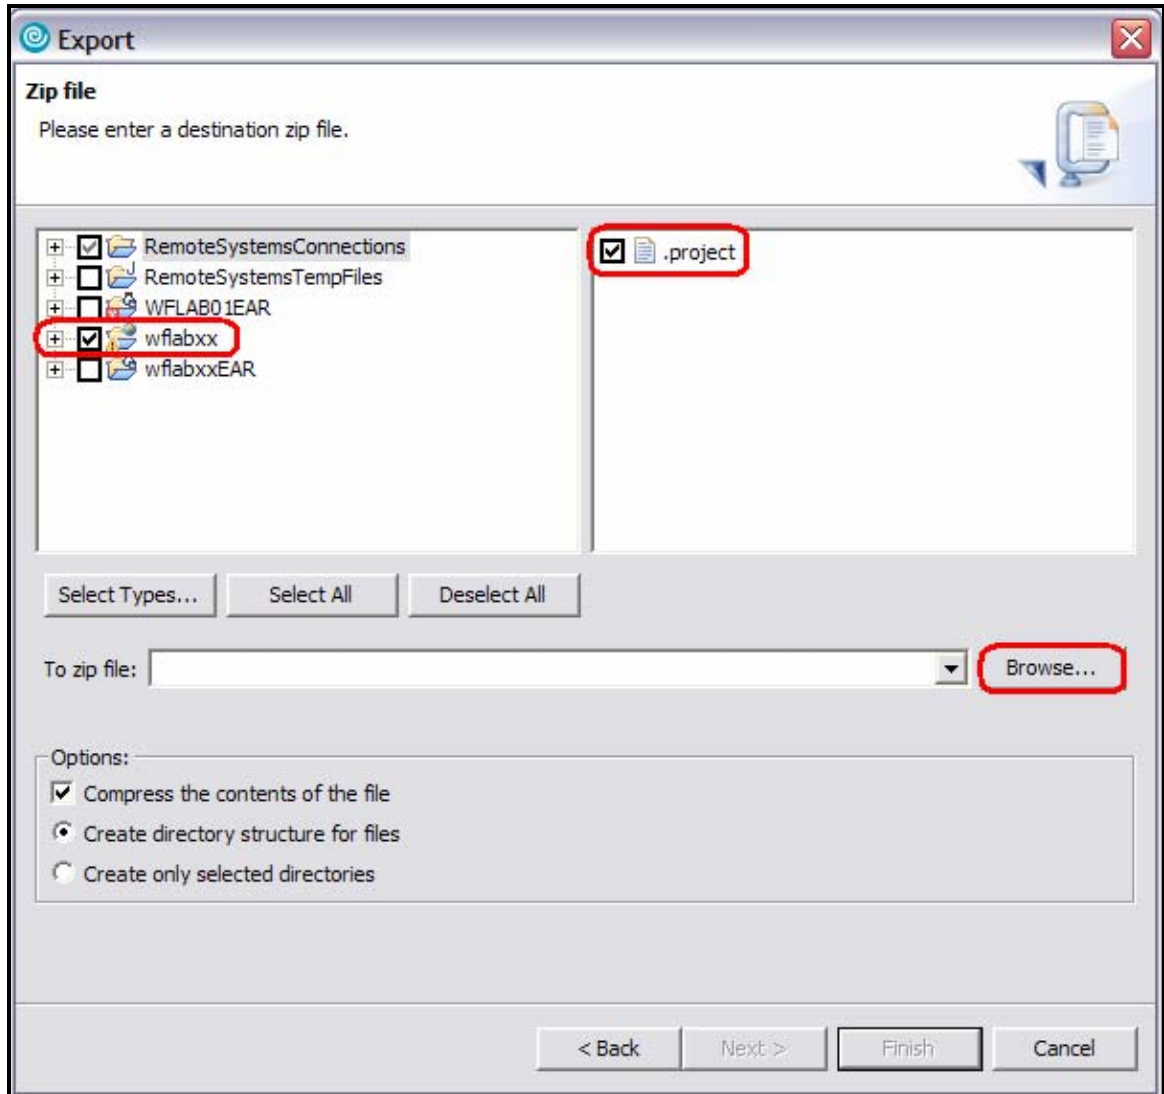 Export
Zip file
Please enter a destination zip file.
RemoteSystemsConnections
RemoteSystemsTempFiles
WFLAB01EAR
wflabxx
wflabxxEAR
.project
Select Types...
Select All
Deselect All
To zip file:
Browse...
Options:
Compress the contents of the file
Create directory structure for files
Create only selected directories
< Back
Next >
Finish
Cancel